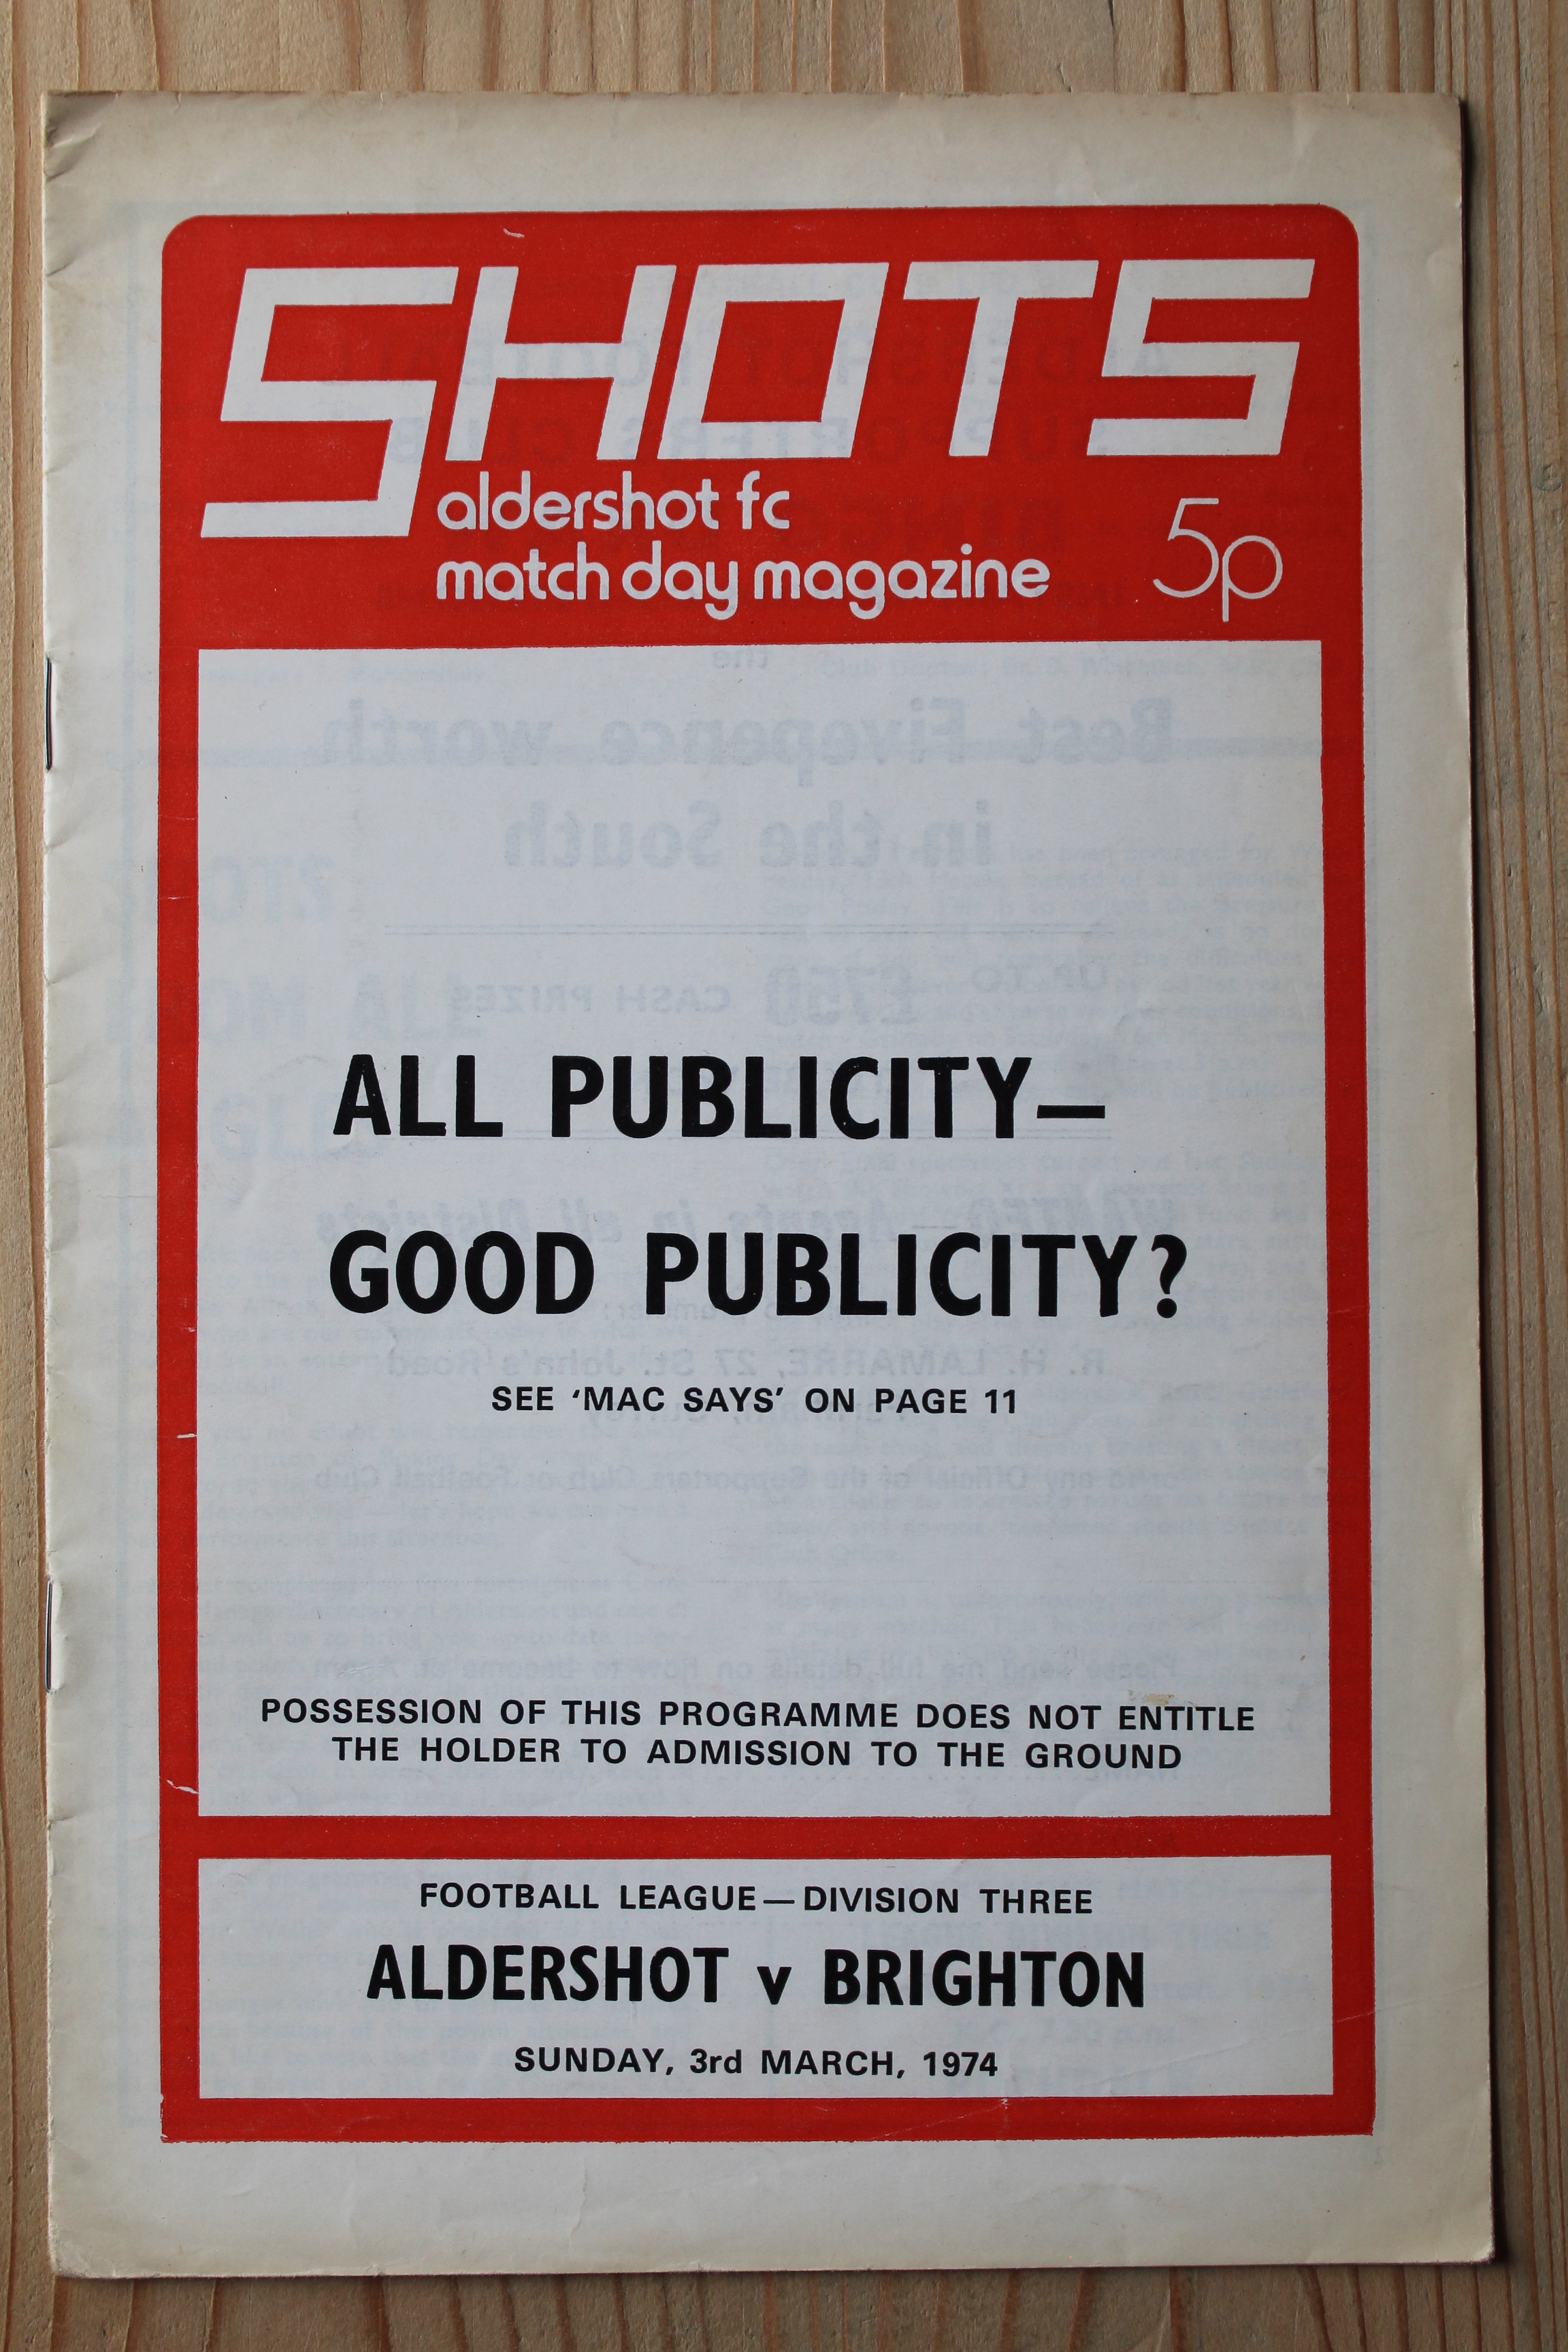 SHOTS
aldershot fc
match day magazine 5p
ALL PUBLICITY—
GOOD PUBLICITY?
SEE ‘MAC SAYS’ ON PAGE 11
POSSESSION OF THIS PROGRAMME DOES NOT ENTITLE
THE HOLDER TO ADMISSION TO THE GROUND
FOOTBALL LEAGUE — DIVISION THREE
ALDERSHOT v BRIGHTON
SUNDAY, 3rd MARCH, 1974